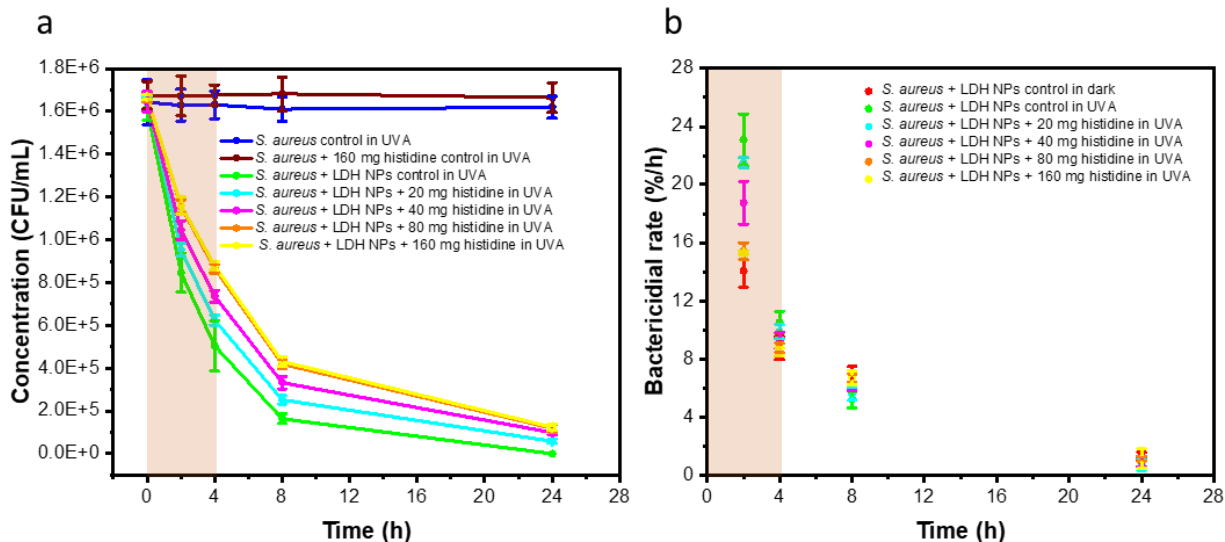 a
Concentration (CFU/mL)
1.8E+6
1.6E+6
1.4E+6
1.2E+6
1.0E+6
8.0E+5
6.0E+5
4.0E+5
2.0E+5
0.0E+0
S. aureus control in UVA
S. aureus + 160 mg histidine control in UVA
S. aureus + LDH NPs control in UVA
S. aureus + LDH NPs + 20 mg histidine in UVA
S. aureus + LDH NPs + 40 mg histidine in UVA
S. aureus + LDH NPs + 80 mg histidine in UVA
S. aureus + LDH NPs + 160 mg histidine in UVA
0 4 8 12 16 20 24 28
Time (h)
b
Bactericidial rate (%/h)
28
24
20
16
12
8
4
0
S. aureus + LDH NPs control in dark
S. aureus + LDH NPs control in UVA
S. aureus + LDH NPs + 20 mg histidine in UVA
S. aureus + LDH NPs + 40 mg histidine in UVA
S. aureus + LDH NPs + 80 mg histidine in UVA
S. aureus + LDH NPs + 160 mg histidine in UVA
0 4 8 12 16 20 24 28
Time (h)